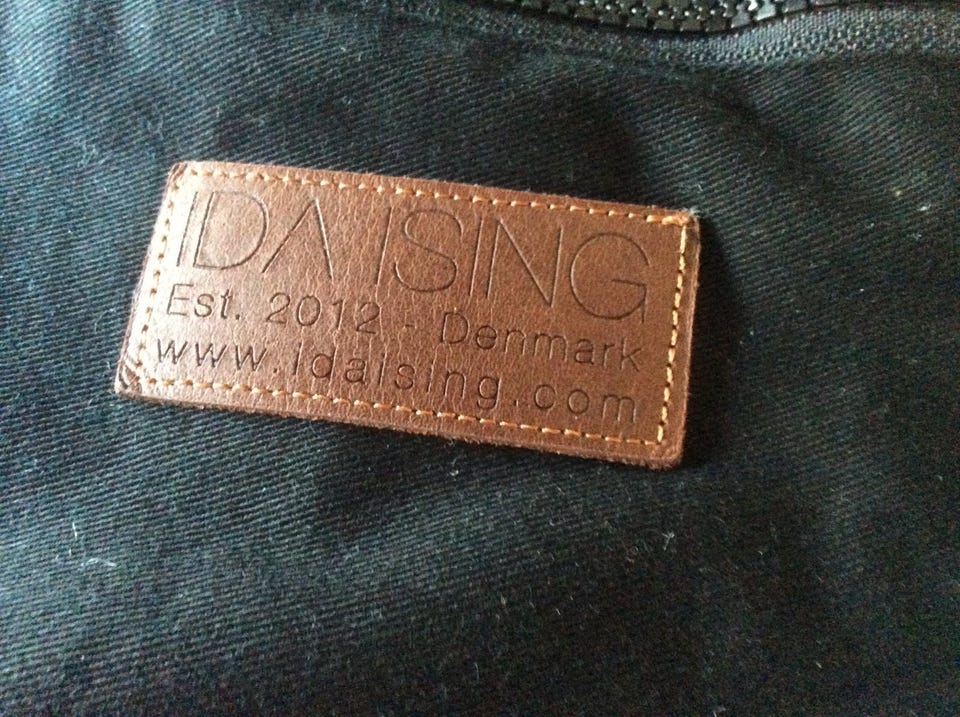 IDA ISING
Est. 2012 - Denmark
www.idaising.com